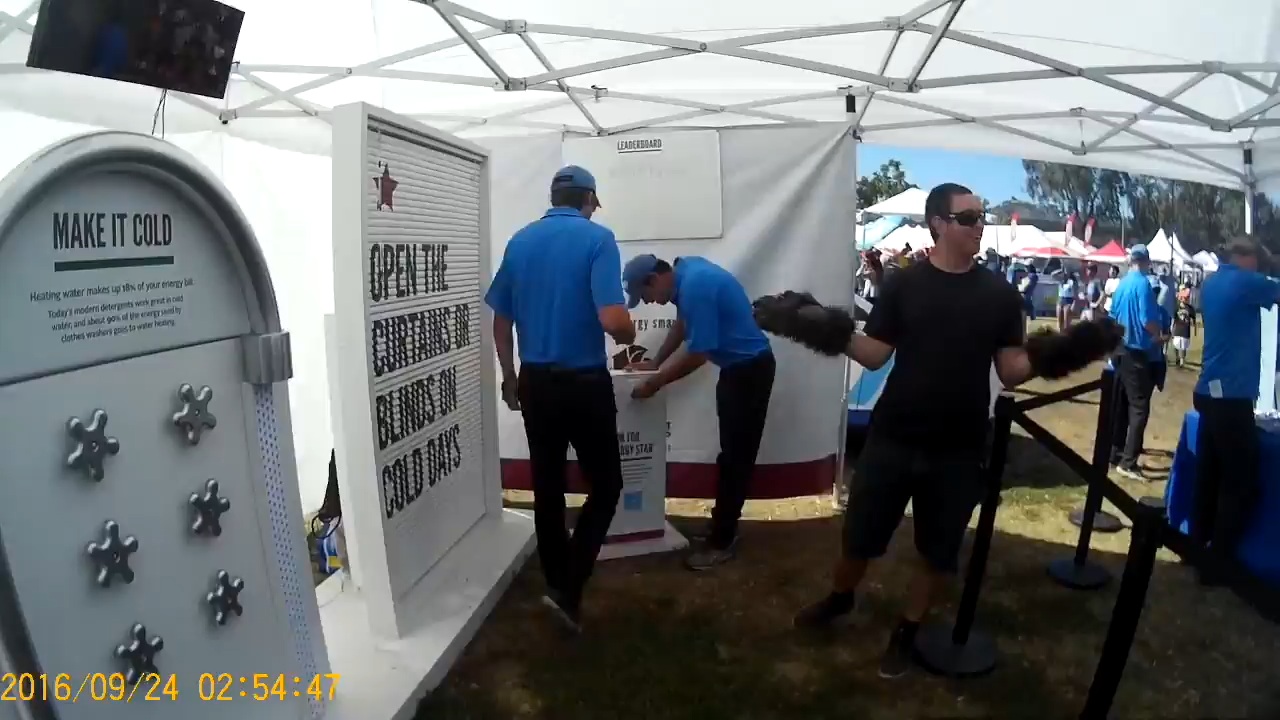 MAKE IT COLD
Heating water makes up 18% of your energy bill.
Today's modern detergents work great in cold
water, and about 90% of the energy used by
clothes washers goes to water heating.
OPEN THE
CURTAINS OR
BLINDS ON
COLD DAYS
LEADERBOARD
2016/09/24 02:54:47